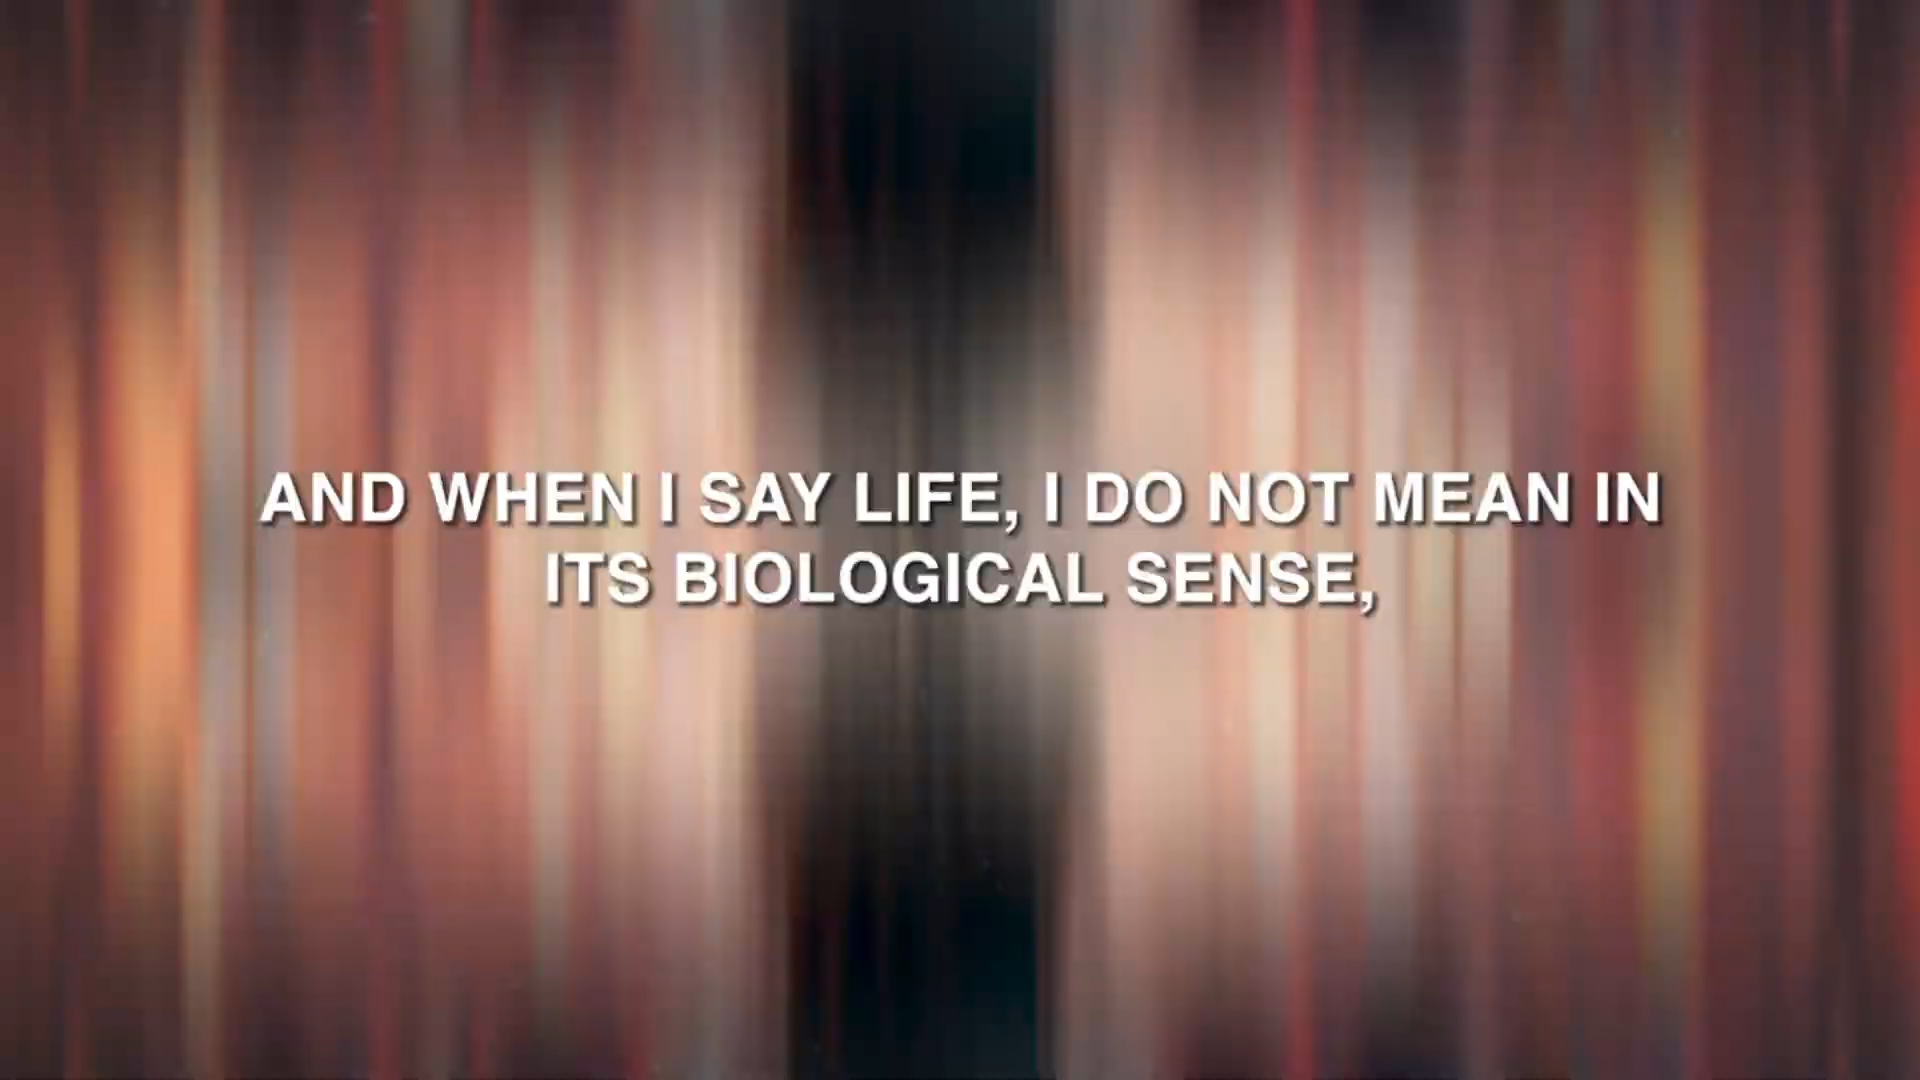 AND WHEN I SAY LIFE, I DO NOT MEAN IN
ITS BIOLOGICAL SENSE,